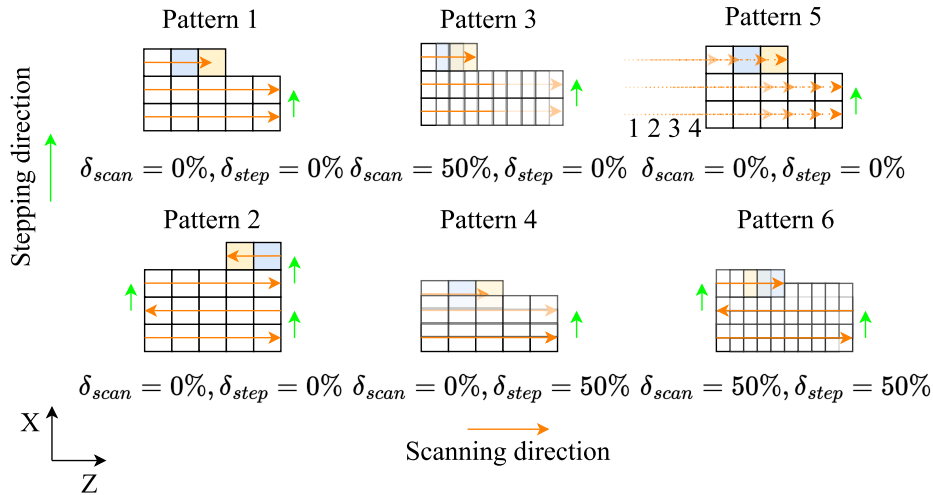 Pattern 1
Pattern 3
Pattern 5
Stepping direction
1 2 3 4
δ_scan = 0%, δ_step = 0%
δ_scan = 50%, δ_step = 0%
δ_scan = 0%, δ_step = 0%
Pattern 2
Pattern 4
Pattern 6
δ_scan = 0%, δ_step = 0%
δ_scan = 0%, δ_step = 50%
δ_scan = 50%, δ_step = 50%
X
Z
Scanning direction